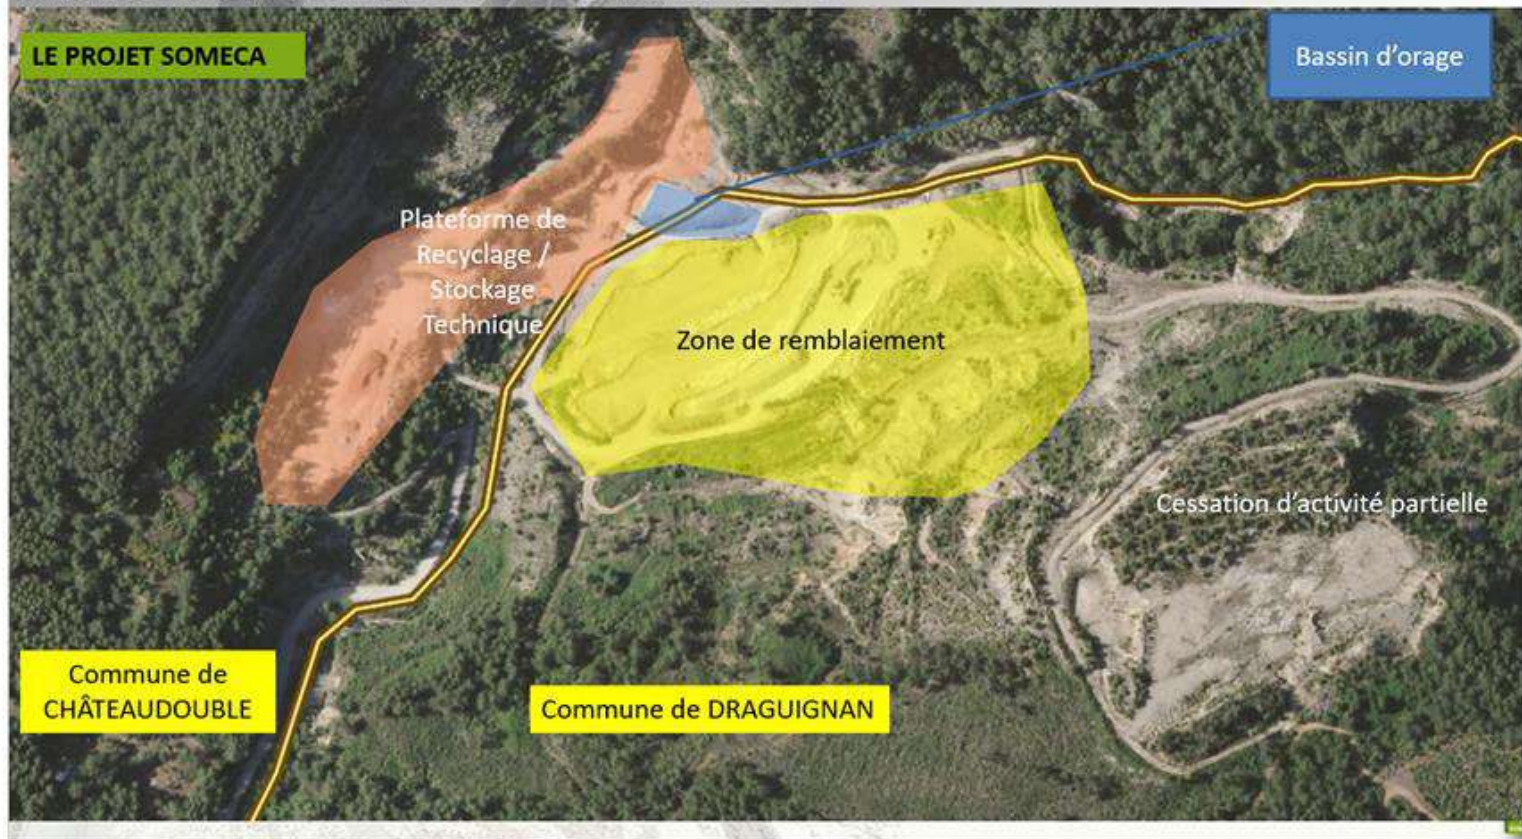 LE PROJET SOMECA
Bassin d'orage
Plateforme de
Recyclage /
Stockage
Technique
Zone de remblaiement
Cessation d'activité partielle
Commune de
CHÂTEAUDOUBLE
Commune de DRAGUIGNAN